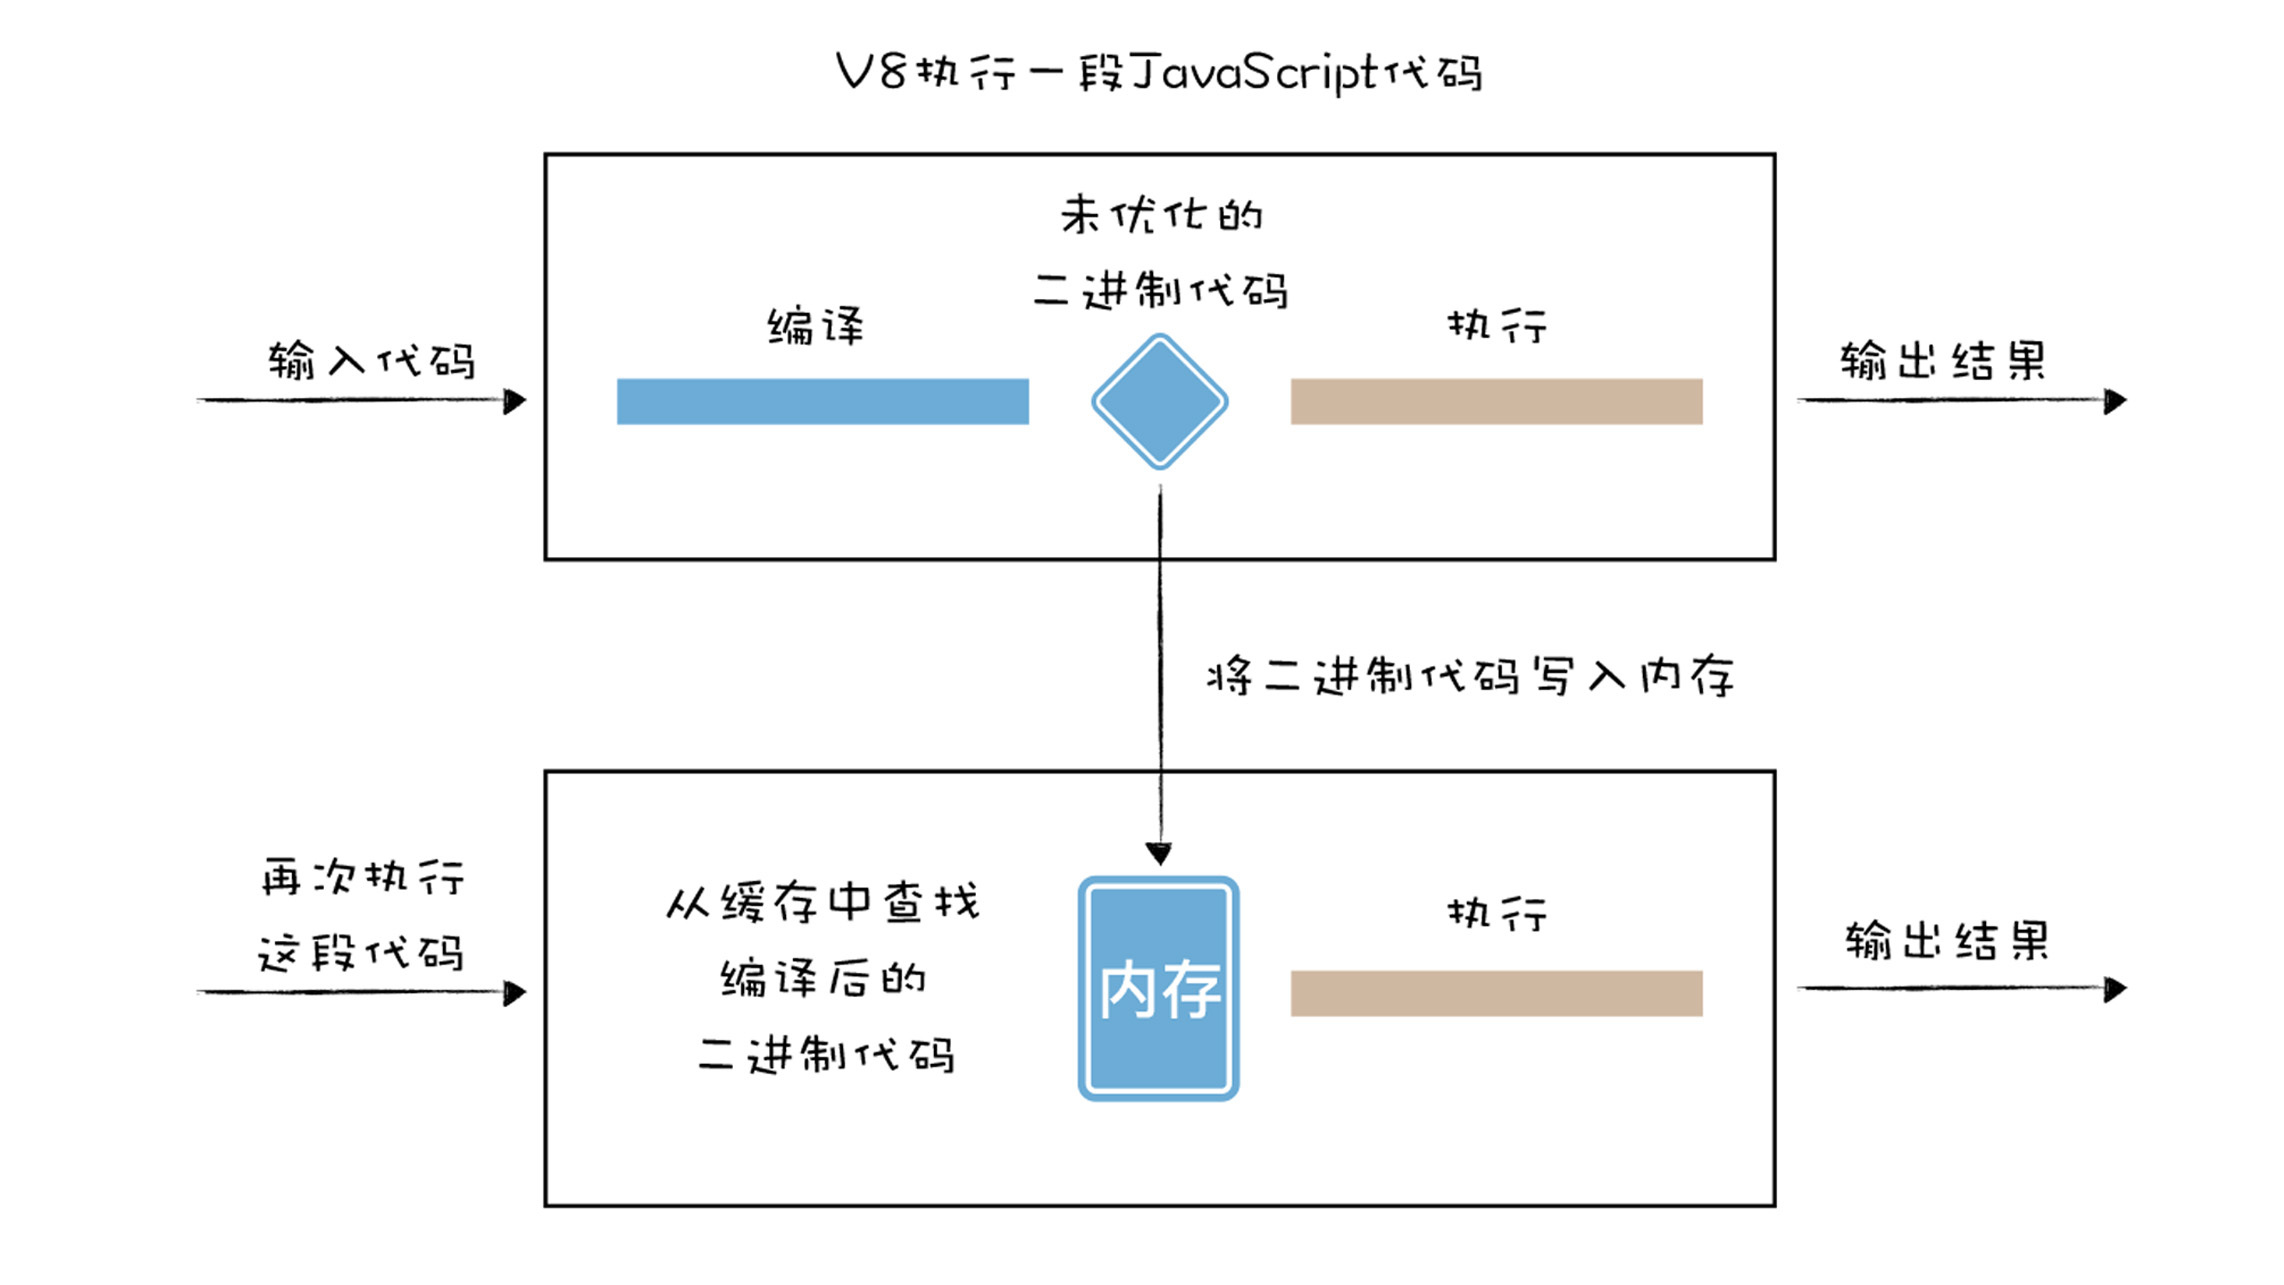 V8执行一段JavaScript代码
未优化的
二进制代码
编译
执行
输入代码
输出结果
将二进制代码写入内存
再次执行
这段代码
从缓存中查找
编译后的
二进制代码
内存
执行
输出结果